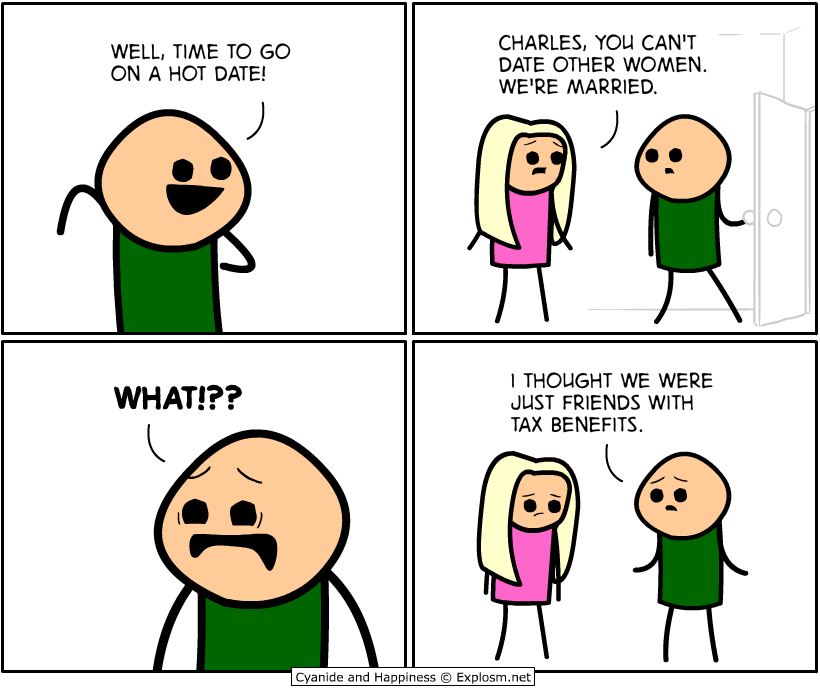 WELL, TIME TO GO
ON A HOT DATE!
CHARLES, YOU CAN'T
DATE OTHER WOMEN.
WE'RE MARRIED.
WHAT!??
I THOUGHT WE WERE
JUST FRIENDS WITH
TAX BENEFITS.
Cyanide and Happiness © Explosm.net